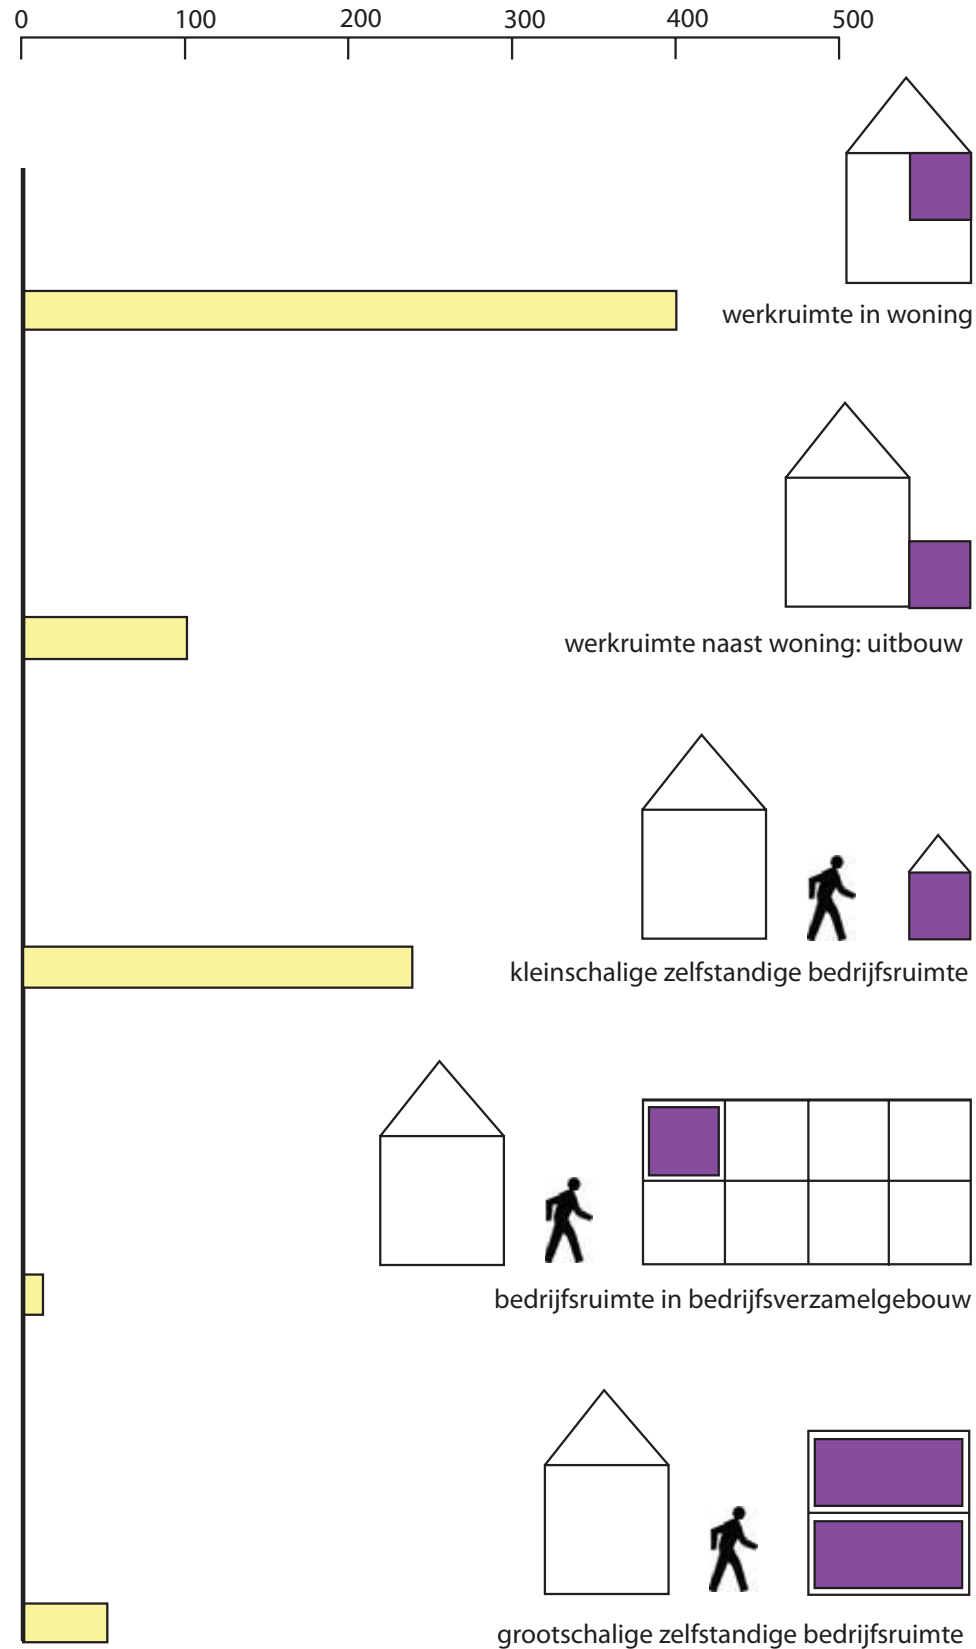 0 100 200 300 400 500
werkruimte in woning
werkruimte naast woning: uitbouw
kleinschalige zelfstandige bedrijfsruimte
bedrijfsruimte in bedrijfsverzamelgebouw
grootschalige zelfstandige bedrijfsruimte